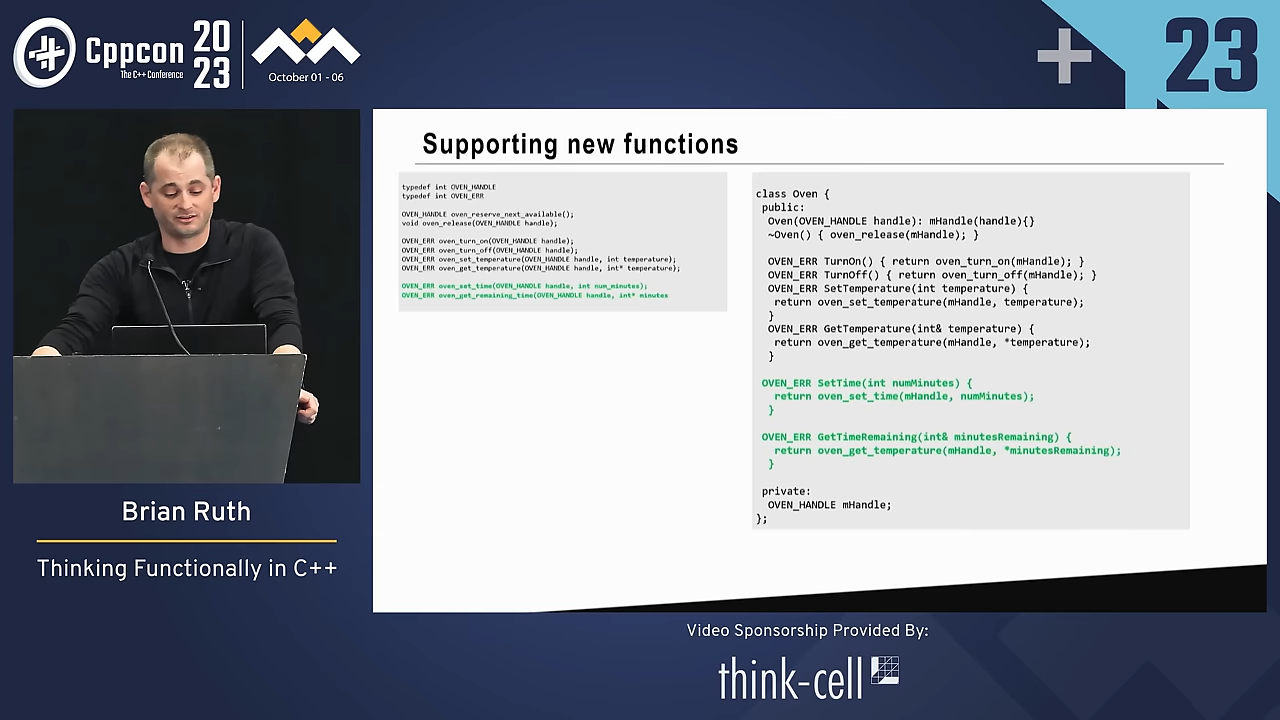 Cppcon
The C++ Conference
20
23
October 01 - 06
23
Supporting new functions
typedef int OVEN_HANDLE
typedef int OVEN_ERR
OVEN_HANDLE oven_reserve_next_available();
void oven_release(OVEN_HANDLE handle);
OVEN_ERR oven_turn_on(OVEN_HANDLE handle);
OVEN_ERR oven_turn_off(OVEN_HANDLE handle);
OVEN_ERR oven_set_temperature(OVEN_HANDLE handle, int temperature);
OVEN_ERR oven_get_temperature(OVEN_HANDLE handle, int* temperature);
OVEN_ERR oven_set_time(OVEN_HANDLE handle, int num_minutes);
OVEN_ERR oven_get_remaining_time(OVEN_HANDLE handle, int* minutes
class Oven {
public:
Oven(OVEN_HANDLE handle): mHandle(handle){}
~Oven() { oven_release(mHandle); }
OVEN_ERR TurnOn() { return oven_turn_on(mHandle); }
OVEN_ERR TurnOff() { return oven_turn_off(mHandle); }
OVEN_ERR SetTemperature(int temperature) {
return oven_set_temperature(mHandle, temperature);
}
OVEN_ERR GetTemperature(int& temperature) {
return oven_get_temperature(mHandle, *temperature);
}
OVEN_ERR SetTime(int numMinutes) {
return oven_set_time(mHandle, numMinutes);
}
OVEN_ERR GetTimeRemaining(int& minutesRemaining) {
return oven_get_temperature(mHandle, *minutesRemaining);
}
private:
OVEN_HANDLE mHandle;
};
Brian Ruth
Thinking Functionally in C++
Video Sponsorship Provided By:
think-cell